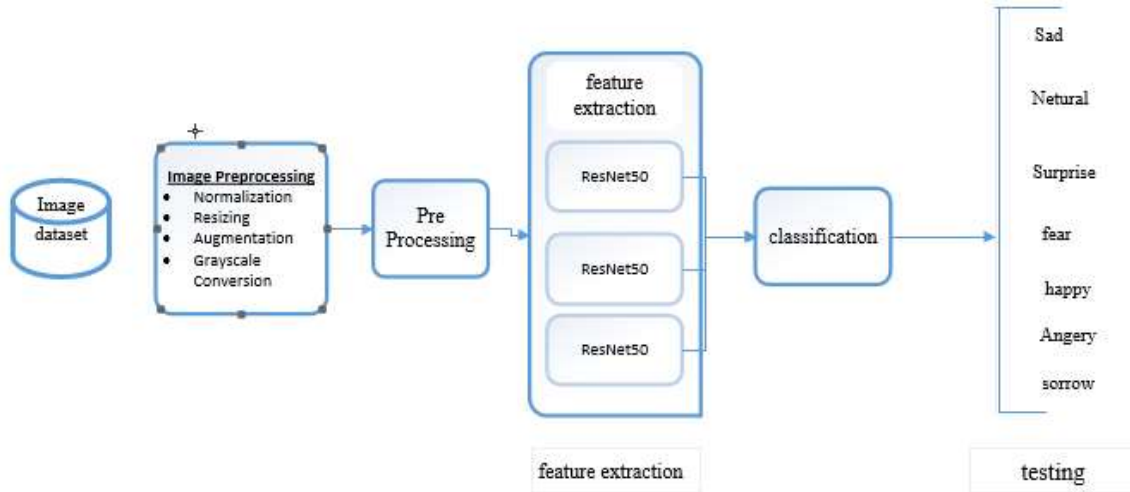 Image
dataset
Image Preprocessing
• Normalization
• Resizing
• Augmentation
• Grayscale
Conversion
Pre
Processing
feature
extraction
ResNet50
ResNet50
ResNet50
feature extraction
classification
Sad
Netural
Surprise
fear
happy
Angery
sorrow
testing